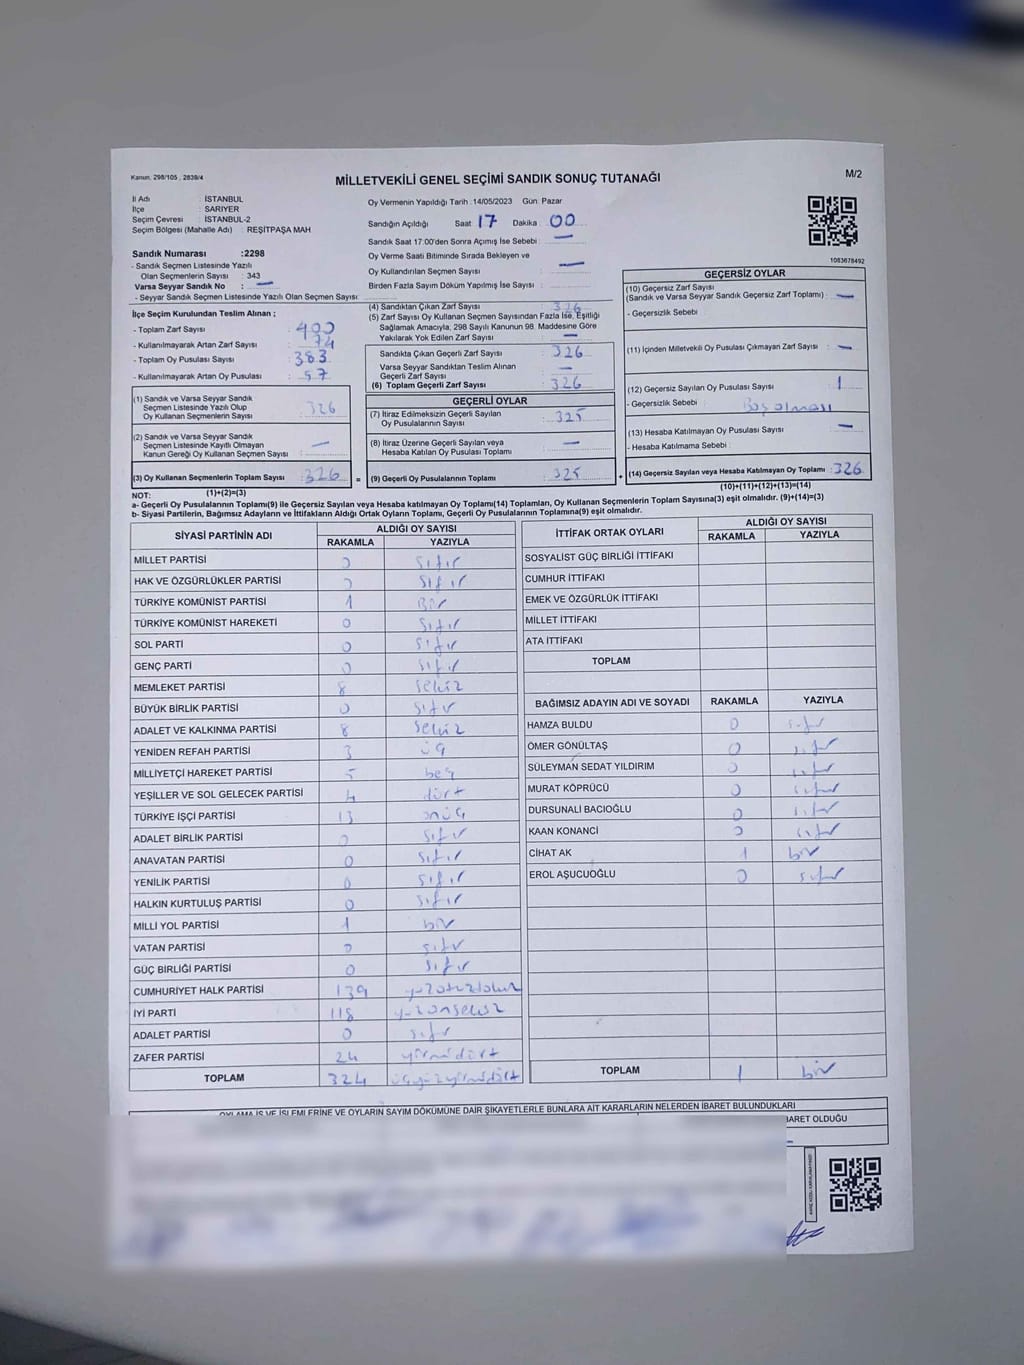 Kanun, 298/105 , 2839/4
MİLLETVEKİLİ GENEL SEÇİMİ SANDIK SONUÇ TUTANAĞI
M/2
İl Adı : İSTANBUL
İlçe : SARIYER
Seçim Çevresi : İSTANBUL-2
Seçim Bölgesi (Mahalle Adı) : REŞİTPAŞA MAH
Sandık Numarası :2298
- Sandık Seçmen Listesinde Yazılı
Olan Seçmenlerin Sayısı : 343
Varsa Seyyar Sandık No : —
- Seyyar Sandık Seçmen Listesinde Yazılı Olan Seçmen Sayısı
Oy Vermenin Yapıldığı Tarih :14/05/2023 Gün: Pazar
Sandığın Açıldığı Saat 17 Dakika : 00
Sandık Saat 17:00'den Sonra Açımış İse Sebebi : —
Oy Verme Saati Bitiminde Sırada Bekleyen ve
Oy Kullandırılan Seçmen Sayısı : —
Birden Fazla Sayım Döküm Yapılmış İse Sayısı :
1083678492
İlçe Seçim Kurulundan Teslim Alınan ;
- Toplam Zarf Sayısı : 400
- Kullanılmayarak Artan Zarf Sayısı : 74
- Toplam Oy Pusulası Sayısı : 383
- Kullanılmayarak Artan Oy Pusulası : 57
(1) Sandık ve Varsa Seyyar Sandık
Seçmen Listesinde Yazılı Olup
Oy Kullanan Seçmenlerin Sayısı : 326
(2) Sandık ve Varsa Seyyar Sandık
Seçmen Listesinde Kayıtlı Olmayan
Kanun Gereği Oy Kullanan Seçmen Sayısı : —
(3) Oy Kullanan Seçmenlerin Toplam Sayısı : 326
(1)+(2)=(3)
(4) Sandıktan Çıkan Zarf Sayısı : 326
(5) Zarf Sayısı Oy Kullanan Seçmen Sayısından Fazla İse, Eşitliği
Sağlamak Amacıyla, 298 Sayılı Kanunun 98. Maddesine Göre
Yakılarak Yok Edilen Zarf Sayısı : —
Sandıkta Çıkan Geçerli Zarf Sayısı : 326
Varsa Seyyar Sandıktan Teslim Alınan
Geçerli Zarf Sayısı : —
(6) Toplam Geçerli Zarf Sayısı : 326
GEÇERLİ OYLAR
(7) İtiraz Edilmeksizin Geçerli Sayılan
Oy Pusulalarının Sayısı : 325
(8) İtiraz Üzerine Geçerli Sayılan veya
Hesaba Katılan Oy Pusulası Toplamı : —
= (9) Geçerli Oy Pusulalarının Toplamı : 325
GEÇERSİZ OYLAR
(10) Geçersiz Zarf Sayısı
(Sandık ve Varsa Seyyar Sandık Geçersiz Zarf Toplamı) : —
- Geçersizlik Sebebi :
(11) İçinden Milletvekili Oy Pusulası Çıkmayan Zarf Sayısı : —
(12) Geçersiz Sayılan Oy Pusulası Sayısı : 1
- Geçersizlik Sebebi : Boş olması
(13) Hesaba Katılmayan Oy Pusulası Sayısı : —
- Hesaba Katılmama Sebebi :
+ (14) Geçersiz Sayılan veya Hesaba Katılmayan Oy Toplamı : 326
(10)+(11)+(12)+(13)=(14)
NOT:
a- Geçerli Oy Pusulalarının Toplamı(9) ile Geçersiz Sayılan veya Hesaba katılmayan Oy Toplamı(14) Toplamları, Oy Kullanan Seçmenlerin Toplam Sayısına(3) eşit olmalıdır. (9)+(14)=(3)
b- Siyasi Partilerin, Bağımsız Adayların ve İttifakların Aldığı Ortak Oyların Toplamı, Geçerli Oy Pusulalarının Toplamına(9) eşit olmalıdır.
SİYASİ PARTİNİN ADI ALDIĞI OY SAYISI
RAKAMLA YAZIYLA
MİLLET PARTİSİ 0 sıfır
HAK VE ÖZGÜRLÜKLER PARTİSİ 0 sıfır
TÜRKİYE KOMÜNİST PARTİSİ 1 Bir
TÜRKİYE KOMÜNİST HAREKETİ 0 sıfır
SOL PARTİ 0 sıfır
GENÇ PARTİ 0 sıfır
MEMLEKET PARTİSİ 8 sekiz
BÜYÜK BİRLİK PARTİSİ 0 sıfır
ADALET VE KALKINMA PARTİSİ 8 sekiz
YENİDEN REFAH PARTİSİ 3 üç
MİLLİYETÇİ HAREKET PARTİSİ 5 beş
YEŞİLLER VE SOL GELECEK PARTİSİ 4 dört
TÜRKİYE İŞÇİ PARTİSİ 13 onüç
ADALET BİRLİK PARTİSİ 0 sıfır
ANAVATAN PARTİSİ 0 sıfır
YENİLİK PARTİSİ 0 sıfır
HALKIN KURTULUŞ PARTİSİ 0 sıfır
MİLLİ YOL PARTİSİ 1 bir
VATAN PARTİSİ 0 sıfır
GÜÇ BİRLİĞİ PARTİSİ 0 sıfır
CUMHURİYET HALK PARTİSİ 139 yüzotuzdokuz
İYİ PARTİ 118 yüzonsekiz
ADALET PARTİSİ 0 sıfır
ZAFER PARTİSİ 24 yirmidört
TOPLAM 324 üçyüzyirmidört
İTTİFAK ORTAK OYLARI ALDIĞI OY SAYISI
RAKAMLA YAZIYLA
SOSYALİST GÜÇ BİRLİĞİ İTTİFAKI
CUMHUR İTTİFAKI
EMEK VE ÖZGÜRLÜK İTTİFAKI
MİLLET İTTİFAKI
ATA İTTİFAKI
TOPLAM
BAĞIMSIZ ADAYIN ADI VE SOYADI RAKAMLA YAZIYLA
HAMZA BULDU 0 sıfır
ÖMER GÖNÜLTAŞ 0 sıfır
SÜLEYMAN SEDAT YILDIRIM 0 sıfır
MURAT KÖPRÜCÜ 0 sıfır
DURSUNALİ BACIOĞLU 0 sıfır
KAAN KONANCİ 0 sıfır
CİHAT AK 1 bir
EROL AŞUCUOĞLU 0 sıfır
TOPLAM 1 bir
OYLAMA İŞ VE İŞLEMLERİNE VE OYLARIN SAYIM DÖKÜMÜNE DAİR ŞİKAYETLERLE BUNLARA AİT KARARLARIN NELERDEN İBARET BULUNDUKLARI
İBARET OLDUĞU